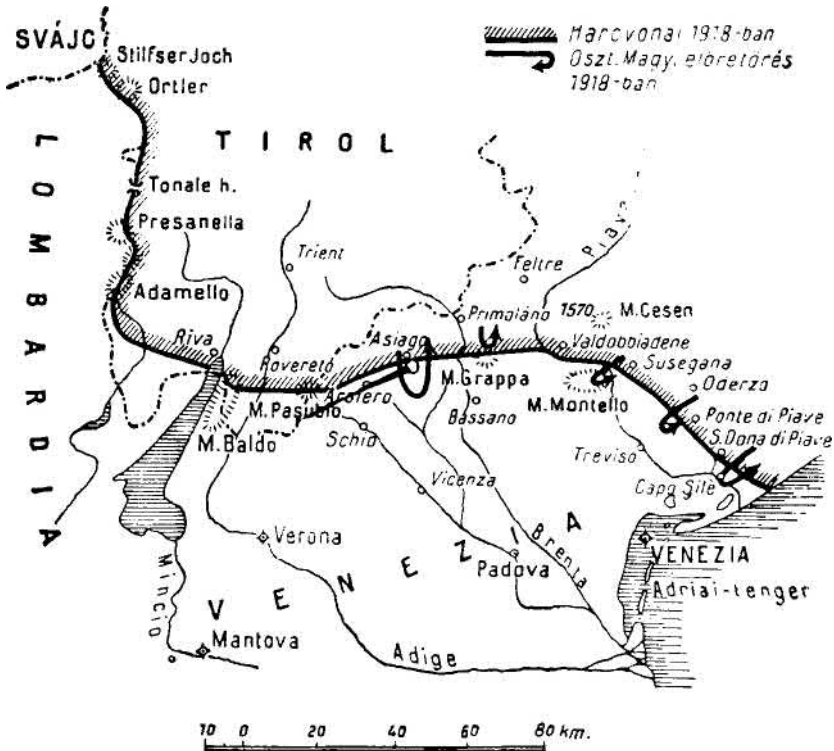 SVÁJC
Stilfser Joch
Ortler
Harcvonal 1918-ban
Oszt. Magy. előretörés
1918-ban
TIROL
LOMBARDIA
Tonale h.
Presanella
Adamello
Trient
Piave
Feltre
Primoláno
1570
M. Cesen
Riva
Rovereto
Asiago
Valdobbiadene
Susegana
Oderzo
M. Grappa
M. Pasubio
Arsiero
Bassano
M. Montello
Ponte di Piave
S. Dona di Piave
M. Baldo
Schio
Treviso
Vicenza
Capo Sile
Verona
VENEZIA
Padova
Brenta
VENEZIA
Adriai-tenger
Mincio
Mantova
Adige
10 0 20 40 60 80 km.